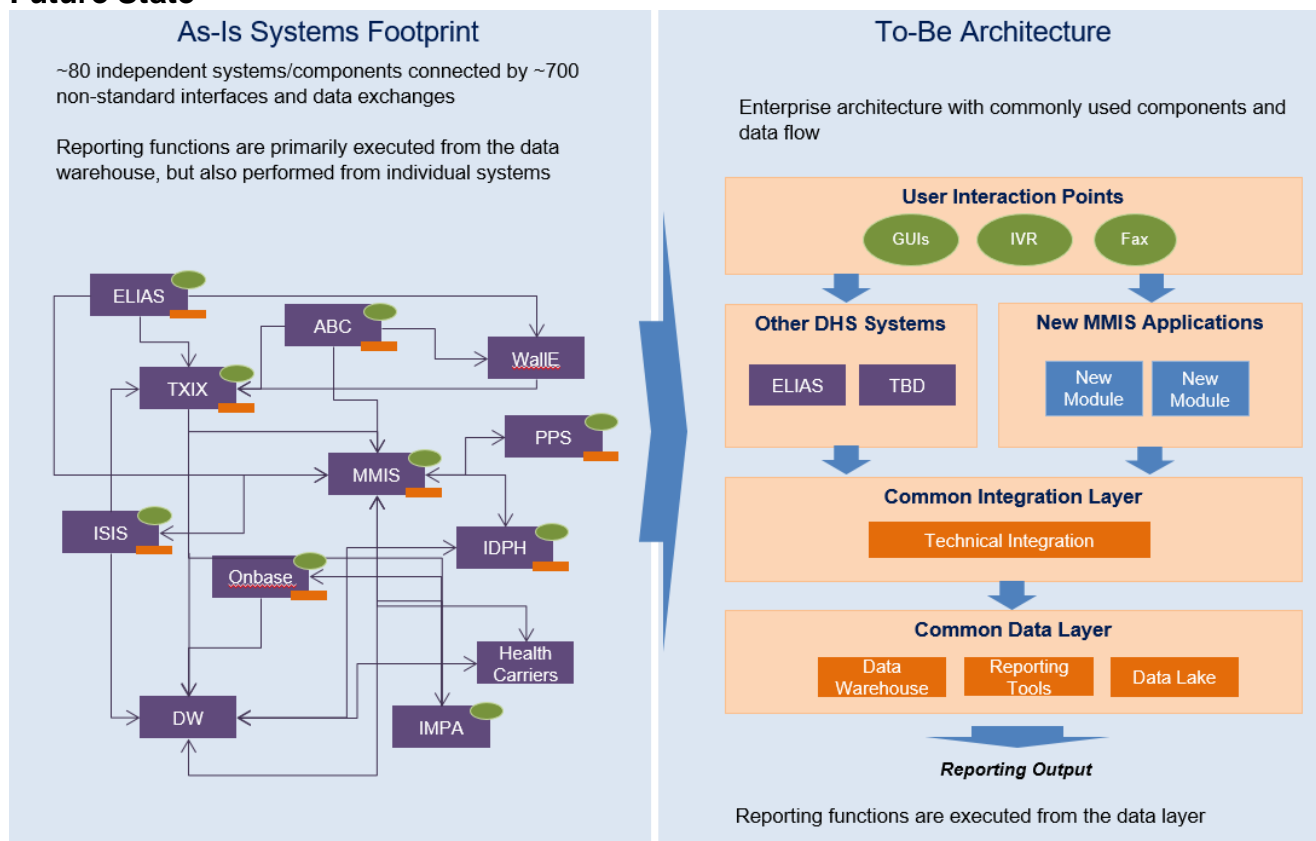 Future State
As-Is Systems Footprint
~80 independent systems/components connected by ~700
non-standard interfaces and data exchanges
Reporting functions are primarily executed from the data
warehouse, but also performed from individual systems
ELIAS
ABC
WallE
TXIX
PPS
MMIS
ISIS
IDPH
Onbase
Health
Carriers
DW
IMPA
To-Be Architecture
Enterprise architecture with commonly used components and
data flow
User Interaction Points
GUIs
IVR
Fax
Other DHS Systems
ELIAS
TBD
New MMIS Applications
New
Module
New
Module
Common Integration Layer
Technical Integration
Common Data Layer
Data
Warehouse
Reporting
Tools
Data Lake
Reporting Output
Reporting functions are executed from the data layer